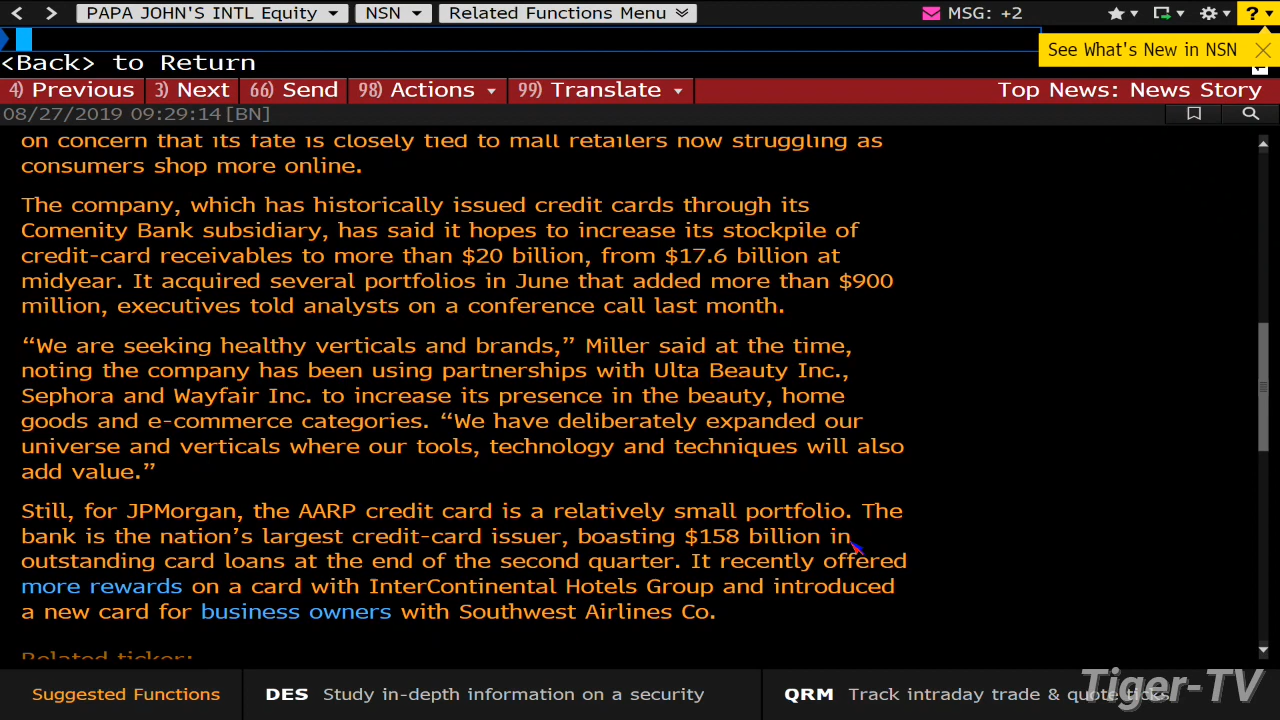 PAPA JOHN'S INTL Equity NSN Related Functions Menu MSG: +2 ?
See What's New in NSN
<Back> to Return
4) Previous 3) Next 66) Send 98) Actions 99) Translate Top News: News Story
08/27/2019 09:29:14[BN]
on concern that its fate is closely tied to mall retailers now struggling as
consumers shop more online.
The company, which has historically issued credit cards through its
Comenity Bank subsidiary, has said it hopes to increase its stockpile of
credit-card receivables to more than $20 billion, from $17.6 billion at
midyear. It acquired several portfolios in June that added more than $900
million, executives told analysts on a conference call last month.
“We are seeking healthy verticals and brands,” Miller said at the time,
noting the company has been using partnerships with Ulta Beauty Inc.,
Sephora and Wayfair Inc. to increase its presence in the beauty, home
goods and e-commerce categories. “We have deliberately expanded our
universe and verticals where our tools, technology and techniques will also
add value.”
Still, for JPMorgan, the AARP credit card is a relatively small portfolio. The
bank is the nation’s largest credit-card issuer, boasting $158 billion in
outstanding card loans at the end of the second quarter. It recently offered
more rewards on a card with InterContinental Hotels Group and introduced
a new card for business owners with Southwest Airlines Co.
Related ticker:
Suggested Functions DES Study in-depth information on a security QRM Track intraday trade & quote ticks
Tiger-TV